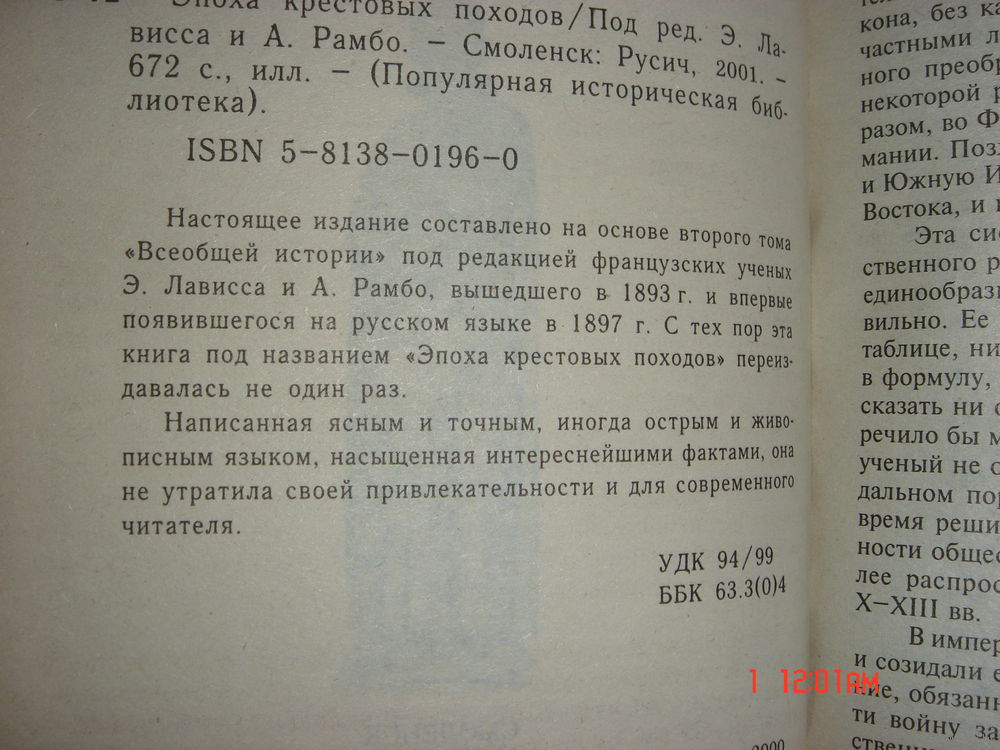 Эпоха крестовых походов/Под ред. Э. Ла-
висса и А. Рамбо. – Смоленск: Русич, 2001. –
672 с., илл. – (Популярная историческая биб-
лиотека).
ISBN 5–8138–0196–0
Настоящее издание составлено на основе второго тома
«Всеобщей истории» под редакцией французских ученых
Э. Лависса и А. Рамбо, вышедшего в 1893 г. и впервые
появившегося на русском языке в 1897 г. С тех пор эта
книга под названием «Эпоха крестовых походов» переиз-
давалась не один раз.
Написанная ясным и точным, иногда острым и живо-
писным языком, насыщенная интереснейшими фактами, она
не утратила своей привлекательности и для современного
читателя.
УДК 94/99
ББК 63.3(0)4
кона, без
частными
ного преоб
некоторой
разом, во
мании. Поз
и Южную
Востока, и
Эта сис
ственного
единообраз
вильно. Ее
таблице, ни
в формулу,
сказать ни
речило бы
ученый не
дальном пор
время реши
ности общес
лее распрос
X–XIII вв.
В импер
и созидали
ние, обязан
ти войну за
1 12:01AM